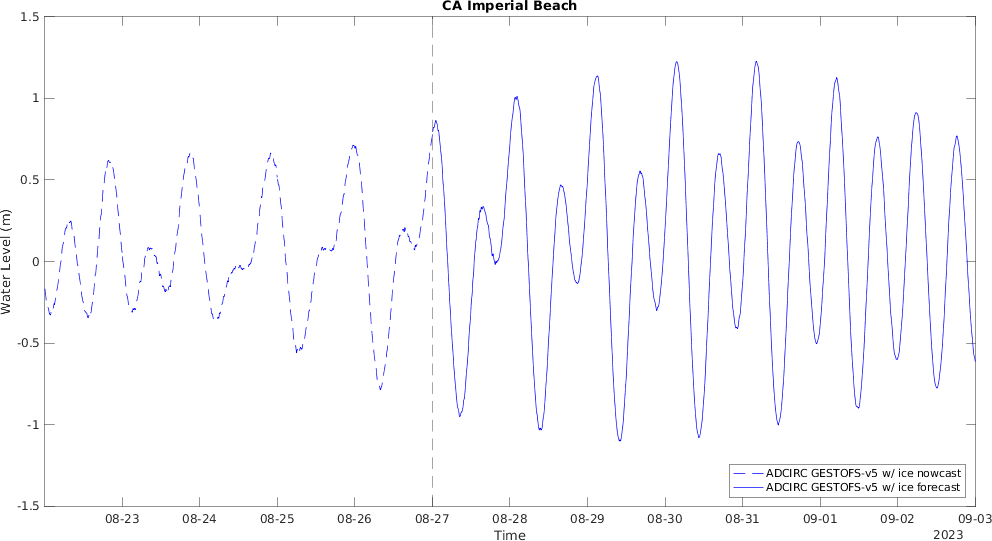 CA Imperial Beach
1.5
1
0.5
0
-0.5
-1
-1.5
Water Level (m)
08-23 08-24 08-25 08-26 08-27 08-28 08-29 08-30 08-31 09-01 09-02 09-03
Time
2023
ADCIRC GESTOFS-v5 w/ ice nowcast
ADCIRC GESTOFS-v5 w/ ice forecast